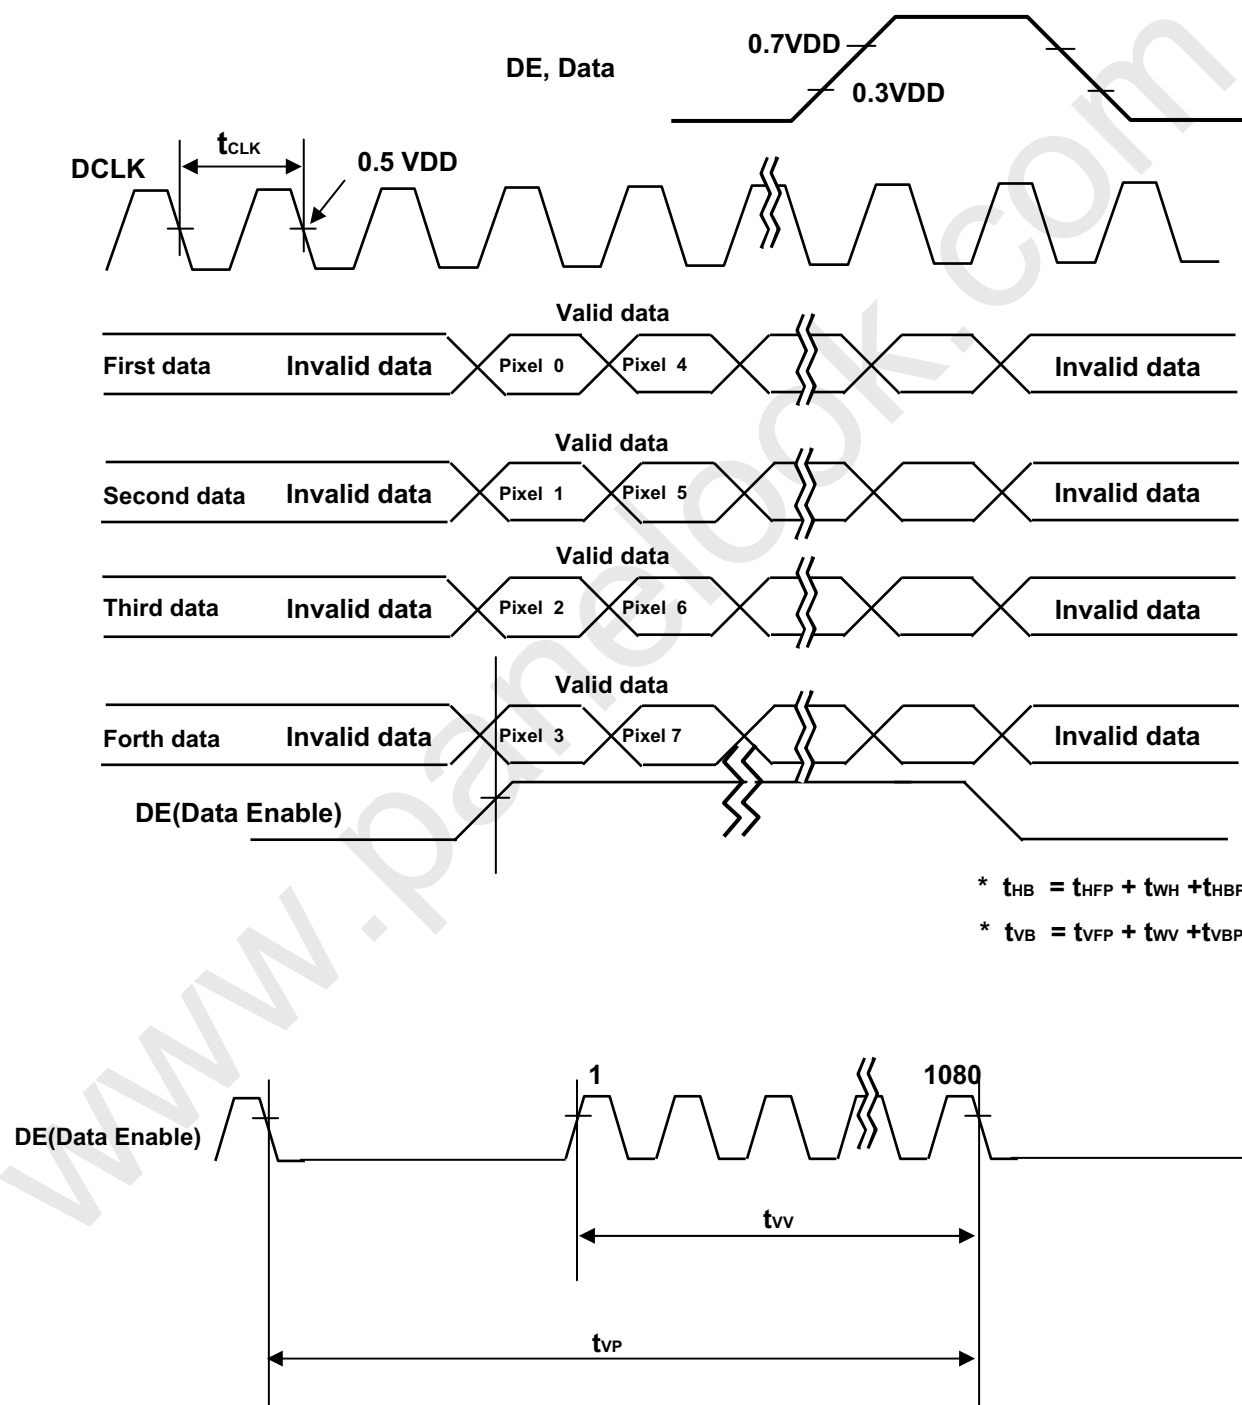 0.7VDD
DE, Data
0.3VDD
tCLK
DCLK
0.5 VDD
Valid data
First data Invalid data Pixel 0 Pixel 4 Invalid data
Valid data
Second data Invalid data Pixel 1 Pixel 5 Invalid data
Valid data
Third data Invalid data Pixel 2 Pixel 6 Invalid data
Valid data
Forth data Invalid data Pixel 3 Pixel 7 Invalid data
DE(Data Enable)
* tHB = tHFP + tWH +tHBP
* tVB = tVFP + tWV +tVBP
1 1080
DE(Data Enable)
tVV
tVP
www.panelook.com